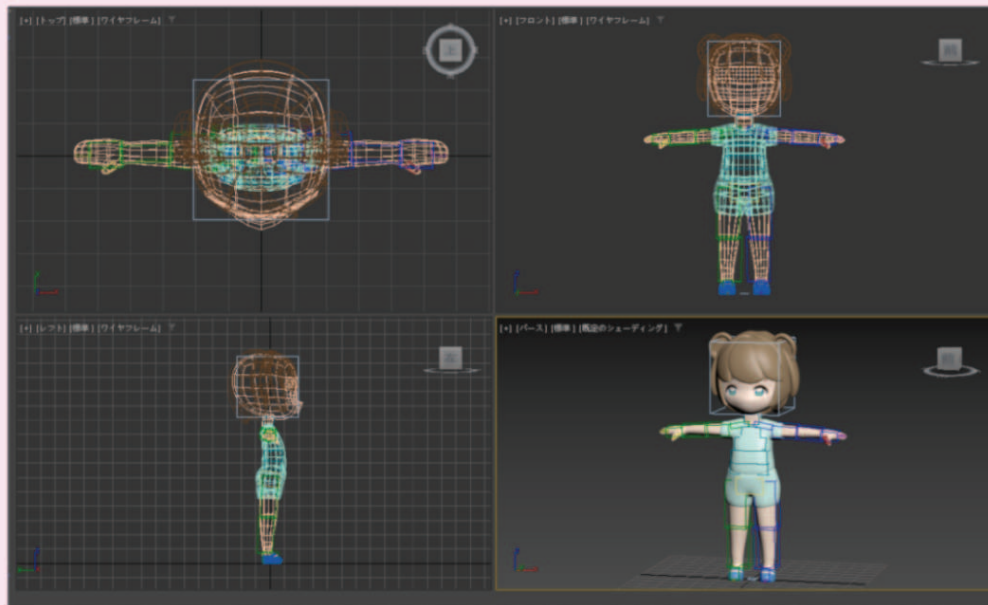 [+] [トップ] [標準] [ワイヤフレーム]
上
[+] [フロント] [標準] [ワイヤフレーム]
[+] [レフト] [標準] [ワイヤフレーム]
左
[+] [パース] [標準] [既定のシェーディング]